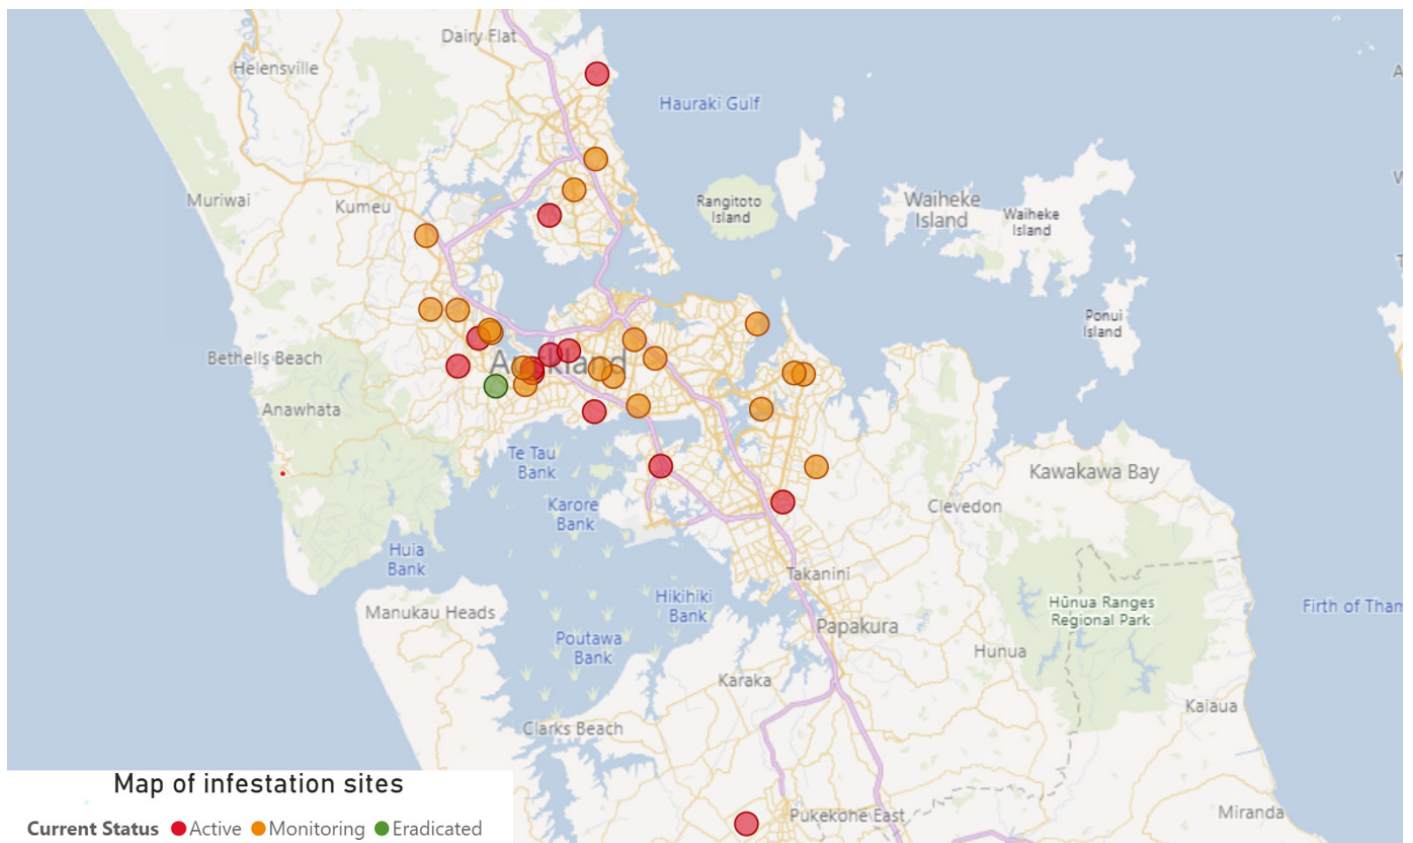 Dairy Flat
Helensville
Hauraki Gulf
Muriwai
Kumeu
Rangitoto
Island
Waiheke
Island
Waiheke
Island
Ponui
Island
Bethells Beach
Auckland
Anawhata
Te Tau
Bank
Kawakawa Bay
Karore
Bank
Clevedon
Huia
Bank
Takanini
Hikihiki
Bank
Hūnua Ranges
Regional Park
Firth of Tham
Manukau Heads
Papakura
Poutawa
Bank
Hunua
Karaka
Kaiaua
Clarks Beach
Pukekohe East
Miranda
Map of infestation sites
Current Status Active Monitoring Eradicated